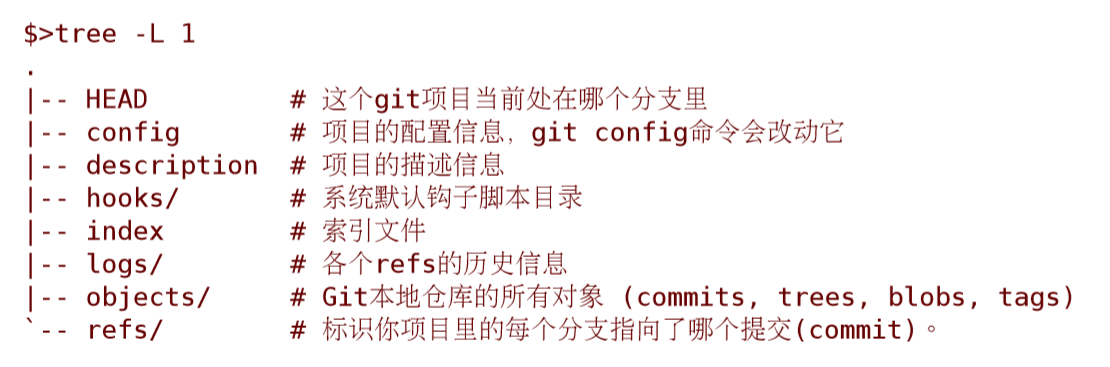 $>tree -L 1
.
|-- HEAD         # 这个git项目当前处在哪个分支里
|-- config       # 项目的配置信息，git config命令会改动它
|-- description  # 项目的描述信息
|-- hooks/       # 系统默认钩子脚本目录
|-- index        # 索引文件
|-- logs/        # 各个refs的历史信息
|-- objects/     # Git本地仓库的所有对象 (commits, trees, blobs, tags)
`-- refs/        # 标识你项目里的每个分支指向了哪个提交(commit)。